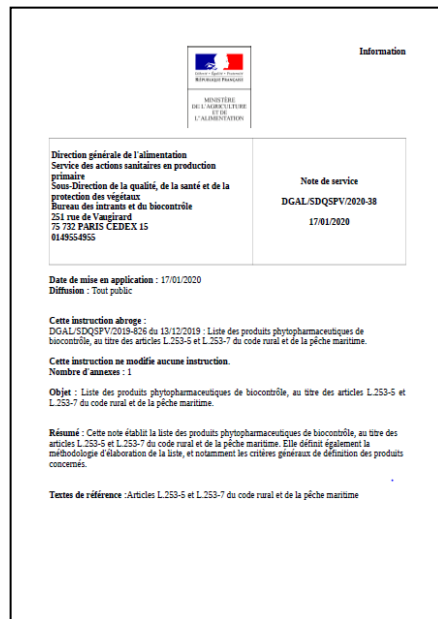 Information
Liberté • Égalité • Fraternité
RÉPUBLIQUE FRANÇAISE
MINISTÈRE
DE L'AGRICULTURE
ET DE
L'ALIMENTATION
Direction générale de l'alimentation
Service des actions sanitaires en production
primaire
Sous-Direction de la qualité, de la santé et de la
protection des végétaux
Bureau des intrants et du biocontrôle
251 rue de Vaugirard
75 732 PARIS CEDEX 15
0149554955
Note de service
DGAL/SDQSPV/2020-38
17/01/2020
Date de mise en application : 17/01/2020
Diffusion : Tout public
Cette instruction abroge :
DGAL/SDQSPV/2019-826 du 13/12/2019 : Liste des produits phytopharmaceutiques de
biocontrôle, au titre des articles L.253-5 et L.253-7 du code rural et de la pêche maritime.
Cette instruction ne modifie aucune instruction.
Nombre d'annexes : 1
Objet : Liste des produits phytopharmaceutiques de biocontrôle, au titre des articles L.253-5 et
L.253-7 du code rural et de la pêche maritime.
Résumé : Cette note établit la liste des produits phytopharmaceutiques de biocontrôle, au titre des
articles L.253-5 et L.253-7 du code rural et de la pêche maritime. Elle définit également la
méthodologie d'élaboration de la liste, et notamment les critères généraux de définition des produits
concernés.
Textes de référence :Articles L.253-5 et L.253-7 du code rural et de la pêche maritime